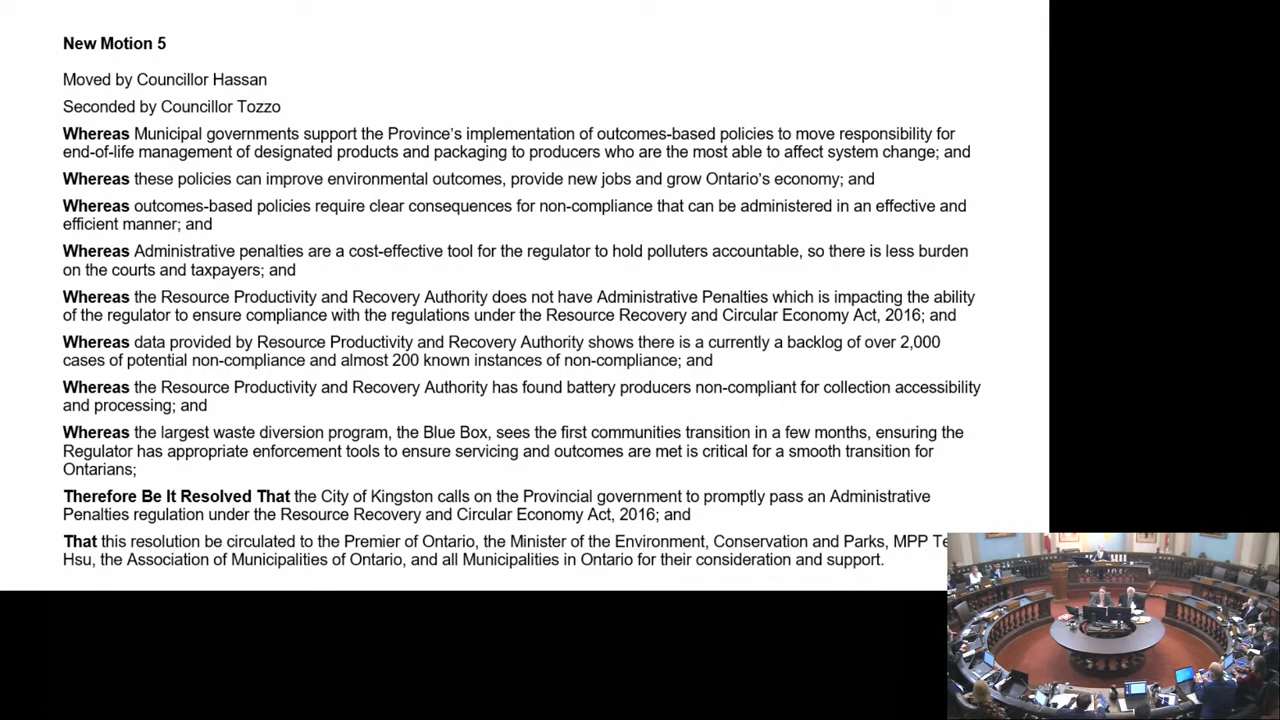 New Motion 5
Moved by Councillor Hassan
Seconded by Councillor Tozzo
Whereas Municipal governments support the Province's implementation of outcomes-based policies to move responsibility for
end-of-life management of designated products and packaging to producers who are the most able to affect system change; and
Whereas these policies can improve environmental outcomes, provide new jobs and grow Ontario's economy; and
Whereas outcomes-based policies require clear consequences for non-compliance that can be administered in an effective and
efficient manner; and
Whereas Administrative penalties are a cost-effective tool for the regulator to hold polluters accountable, so there is less burden
on the courts and taxpayers; and
Whereas the Resource Productivity and Recovery Authority does not have Administrative Penalties which is impacting the ability
of the regulator to ensure compliance with the regulations under the Resource Recovery and Circular Economy Act, 2016; and
Whereas data provided by Resource Productivity and Recovery Authority shows there is a currently a backlog of over 2,000
cases of potential non-compliance and almost 200 known instances of non-compliance; and
Whereas the Resource Productivity and Recovery Authority has found battery producers non-compliant for collection accessibility
and processing; and
Whereas the largest waste diversion program, the Blue Box, sees the first communities transition in a few months, ensuring the
Regulator has appropriate enforcement tools to ensure servicing and outcomes are met is critical for a smooth transition for
Ontarians;
Therefore Be It Resolved That the City of Kingston calls on the Provincial government to promptly pass an Administrative
Penalties regulation under the Resource Recovery and Circular Economy Act, 2016; and
That this resolution be circulated to the Premier of Ontario, the Minister of the Environment, Conservation and Parks, MPP
Hsu, the Association of Municipalities of Ontario, and all Municipalities in Ontario for their consideration and support.